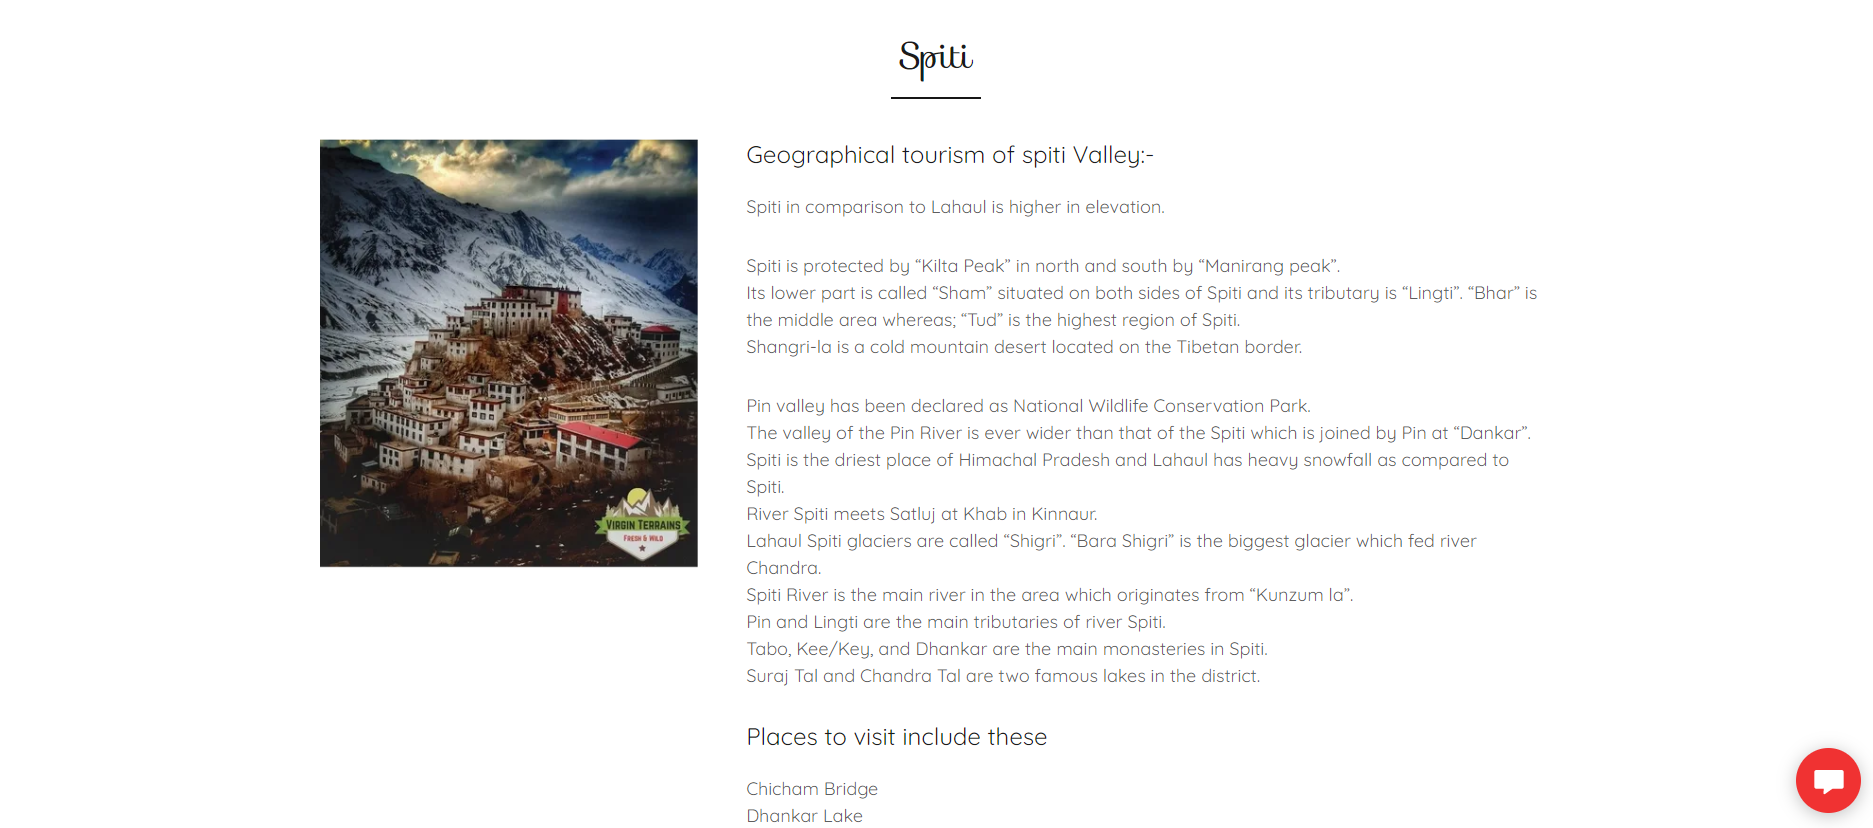 Spiti
Geographical tourism of spiti Valley:-
Spiti in comparison to Lahaul is higher in elevation.
Spiti is protected by “Kilta Peak” in north and south by “Manirang peak”.
Its lower part is called “Sham” situated on both sides of Spiti and its tributary is “Lingti”. “Bhar” is
the middle area whereas; “Tud” is the highest region of Spiti.
Shangri-la is a cold mountain desert located on the Tibetan border.
Pin valley has been declared as National Wildlife Conservation Park.
The valley of the Pin River is ever wider than that of the Spiti which is joined by Pin at “Dankar”.
Spiti is the driest place of Himachal Pradesh and Lahaul has heavy snowfall as compared to
Spiti.
River Spiti meets Satluj at Khab in Kinnaur.
Lahaul Spiti glaciers are called “Shigri”. “Bara Shigri” is the biggest glacier which fed river
Chandra.
Spiti River is the main river in the area which originates from “Kunzum la”.
Pin and Lingti are the main tributaries of river Spiti.
Tabo, Kee/Key, and Dhankar are the main monasteries in Spiti.
Suraj Tal and Chandra Tal are two famous lakes in the district.
Places to visit include these
Chicham Bridge
Dhankar Lake
VIRGIN TERRAINS
FRESH & WILD